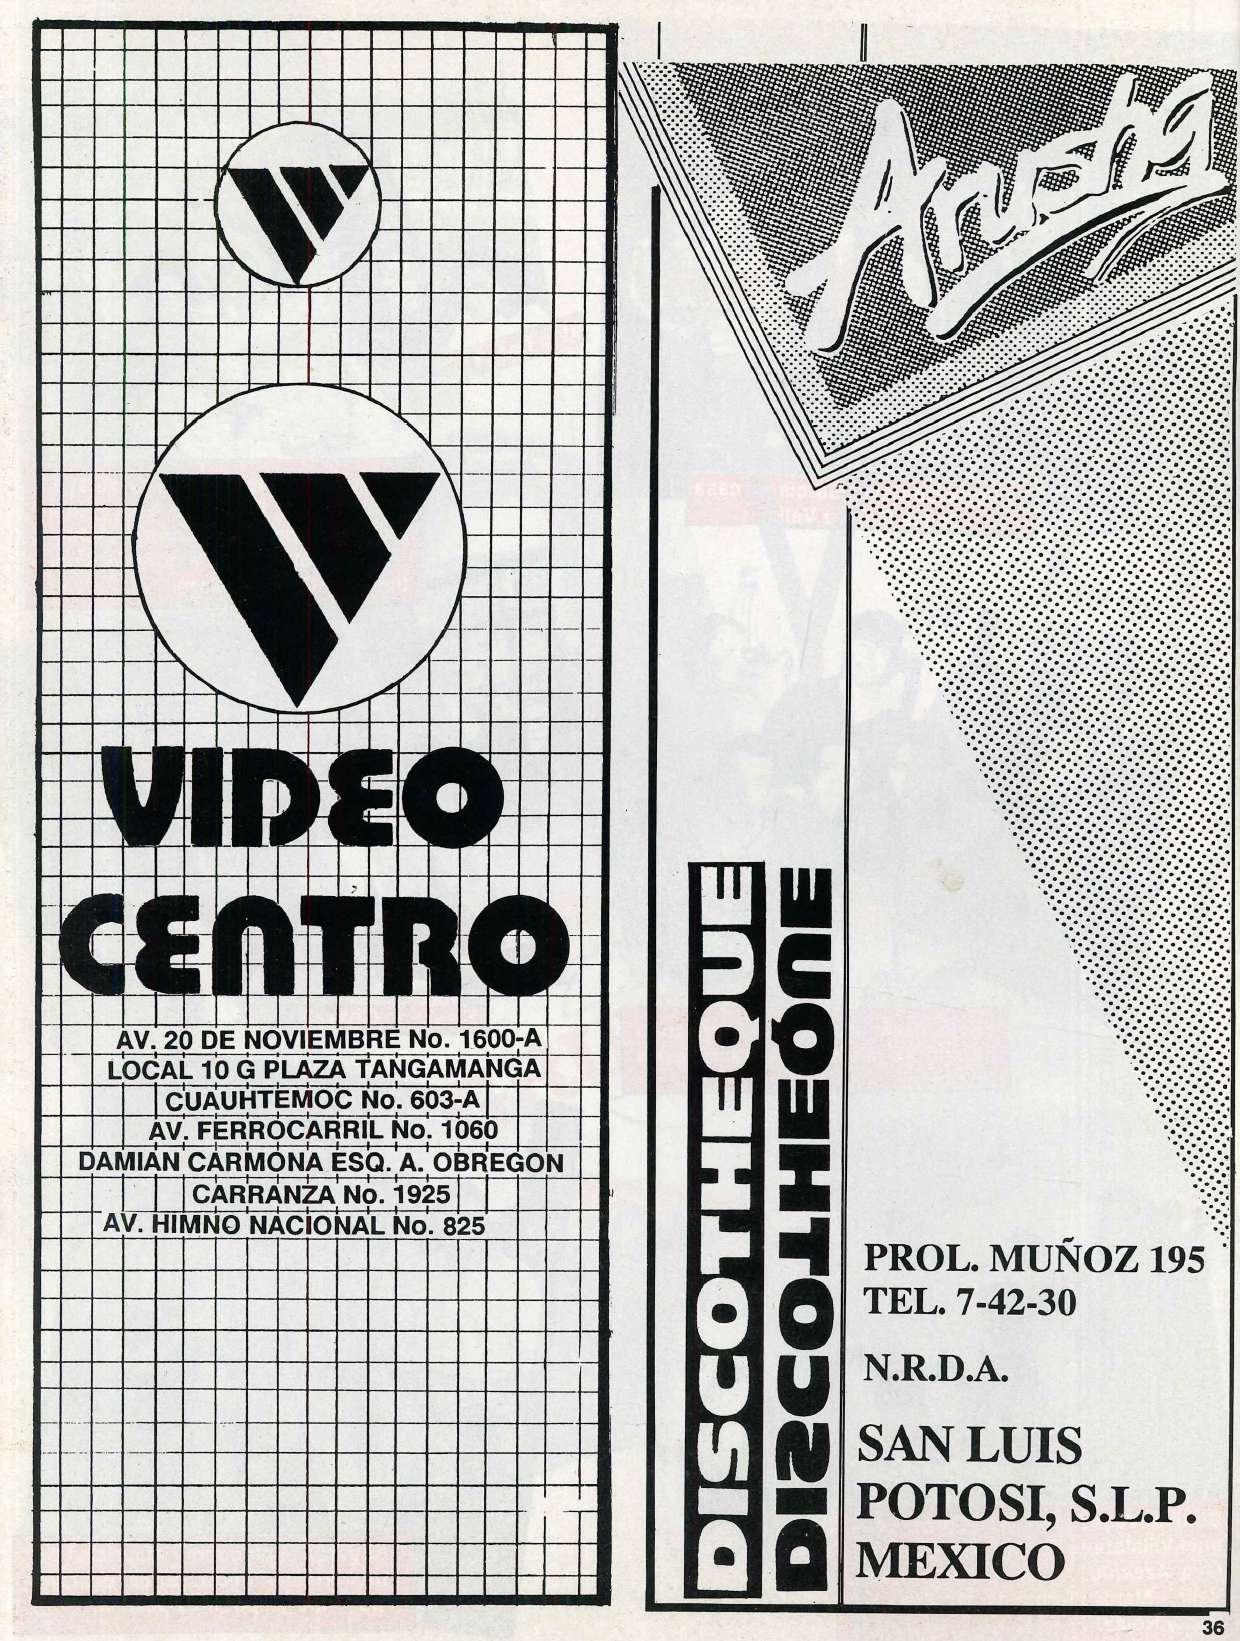 VIDEO
CENTRO
AV. 20 DE NOVIEMBRE No. 1600-A
LOCAL 10 G PLAZA TANGAMANGA
CUAUHTEMOC No. 603-A
AV. FERROCARRIL No. 1060
DAMIAN CARMONA ESQ. A. OBREGON
CARRANZA No. 1925
AV. HIMNO NACIONAL No. 825
Arusha
DISCOTHEQUE
DISCOTHEQUE
PROL. MUÑOZ 195
TEL. 7-42-30
N.R.D.A.
SAN LUIS
POTOSI, S.L.P.
MEXICO
36